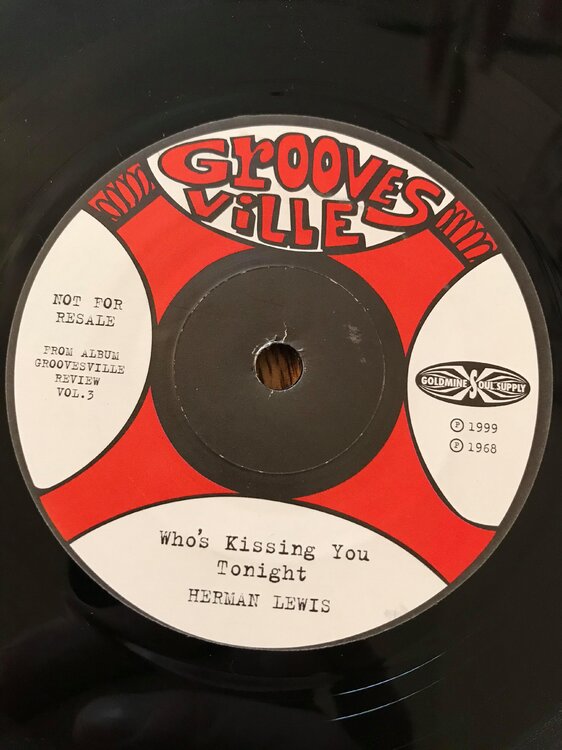 GROOVES
VILLE
NOT FOR
RESALE
FROM ALBUM
GROOVESVILLE
REVIEW
VOL.3
GOLDMINE SOUL SUPPLY
℗ 1999
℗ 1968
Who's Kissing You
Tonight
HERMAN LEWIS